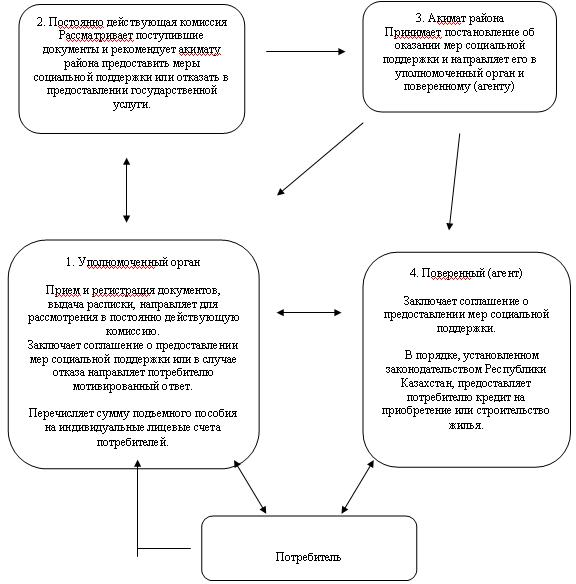 2. Постоянно действующая комиссия
Рассматривает поступившие
документы и рекомендует акимату
района предоставить меры
социальной поддержки или отказать в
предоставлении государственной
услуги.
3. Акимат района
Принимает постановление об
оказании мер социальной
поддержки и направляет его в
уполномоченный орган и
поверенному (агенту)
1. Уполномоченный орган
Прием и регистрация документов,
выдача расписки, направляет для
рассмотрения в постоянно действующую
комиссию.
Заключает соглашение о предоставлении
мер социальной поддержки или в случае
отказа направляет потребителю
мотивированный ответ.
Перечисляет сумму подъемного пособия
на индивидуальные лицевые счета
потребителей.
4. Поверенный (агент)
Заключает соглашение о
предоставлении мер социальной
поддержки.
В порядке, установленном
законодательством Республики
Казахстан, предоставляет
потребителю кредит на
приобретение или строительство
жилья.
Потребитель